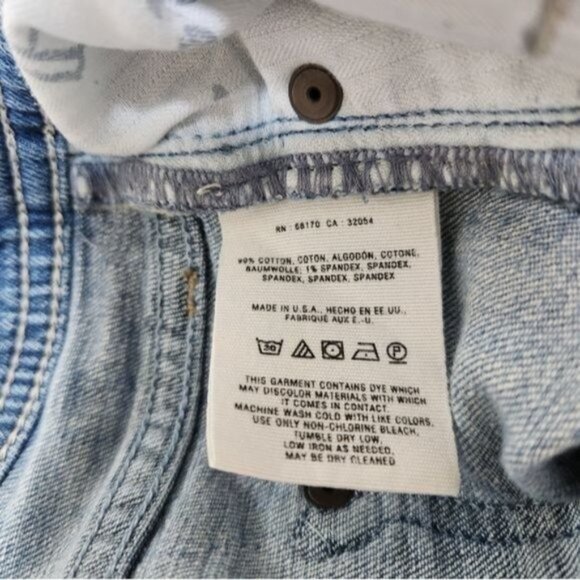 RN : 68170 CA : 32054
COTTON, COTON, ALGODÓN, COTONE,
BAUMWOLLE; 1% SPANDEX, SPANDEX,
SPANDEX, SPANDEX.
MADE IN U.S.A., HECHO EN EE.UU.,
FABRIQUÉ AUX É.-U.
30
P
THIS GARMENT CONTAINS DYE WHICH
MAY DISCOLOR MATERIALS WITH WHICH
IT COMES IN CONTACT.
MACHINE WASH COLD WITH LIKE COLORS.
USE ONLY NON-CHLORINE BLEACH,
TUMBLE DRY LOW,
LOW IRON AS NEEDED,
MAY BE DRY CLEANED